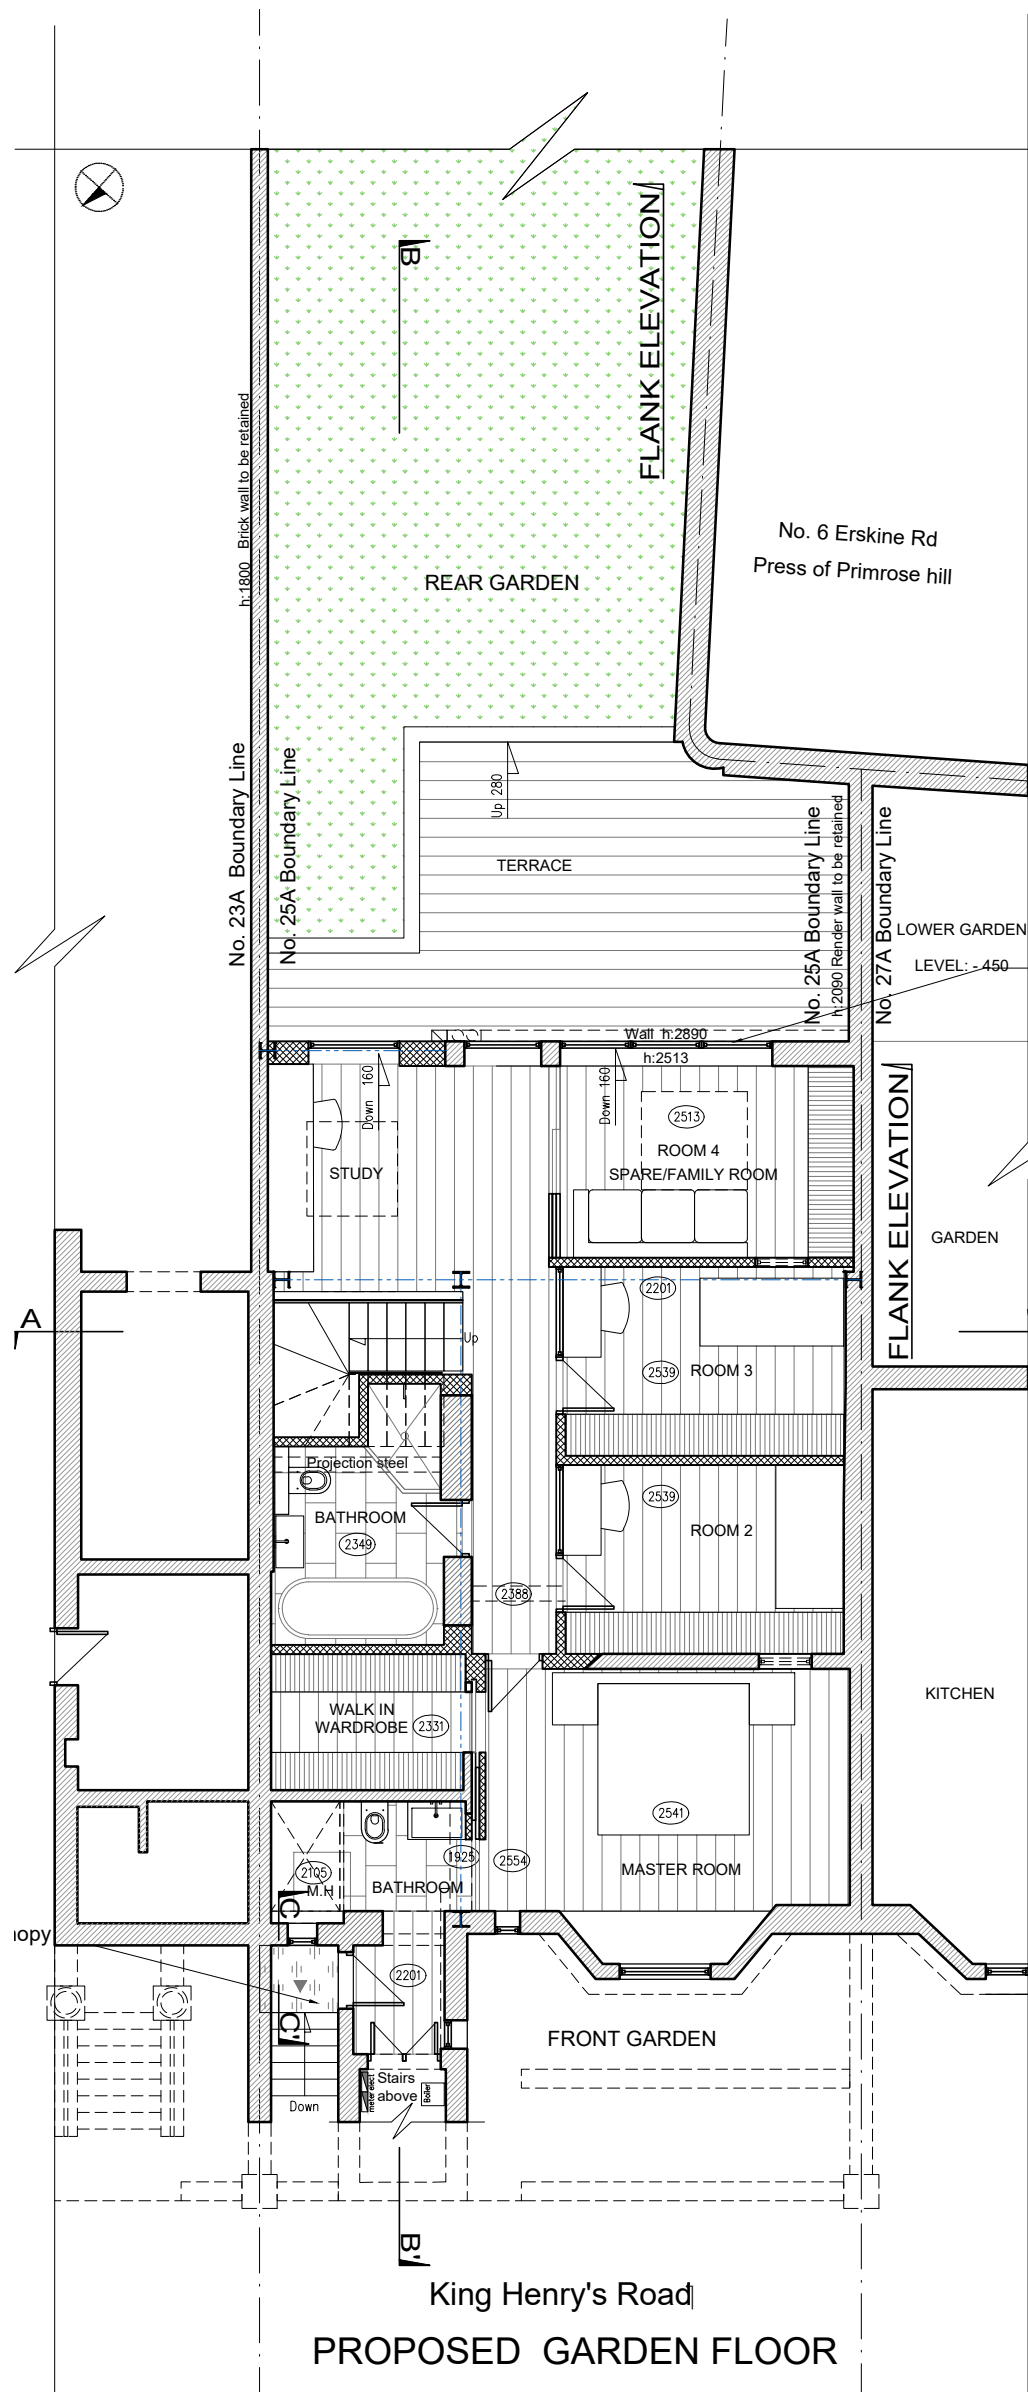 B
FLANK ELEVATION
h:1800 Brick wall to be retained
No. 6 Erskine Rd
Press of Primrose hill
REAR GARDEN
No. 23A Boundary Line
No. 25A Boundary Line
Up 280
TERRACE
No. 25A Boundary Line
h:2090 Render wall to be retained
No. 27A Boundary Line
LOWER GARDEN
LEVEL: - 450
Wall h:2890
h:2513
Down 160
Down 160
2513
ROOM 4
SPARE/FAMILY ROOM
STUDY
FLANK ELEVATION
GARDEN
A
2201
Up
2539
ROOM 3
Projection steel
BATHROOM
2349
2539
ROOM 2
2388
WALK IN
WARDROBE
2331
KITCHEN
2541
MASTER ROOM
1925
2554
2105
M.H
BATHROOM
C
nopy
2201
C'
FRONT GARDEN
Stairs
above
meter elect
Boiler
Down
B'
King Henry's Road
PROPOSED GARDEN FLOOR